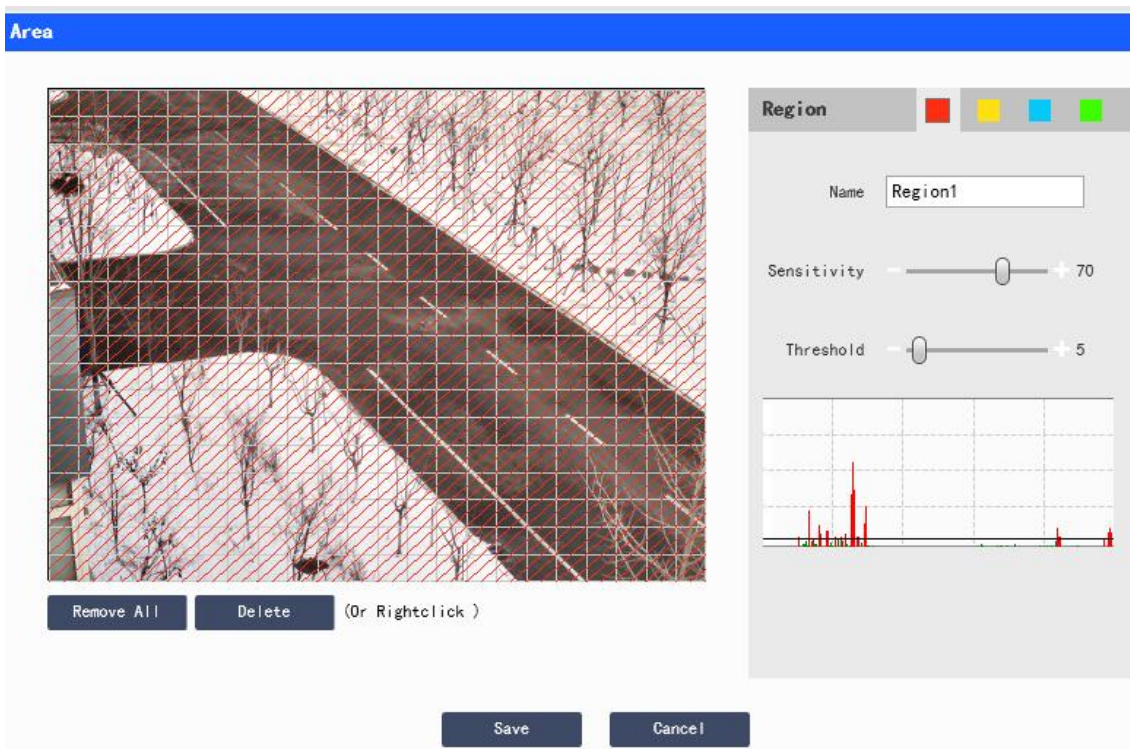 Area
Region
Name Region1
Sensitivity - + 70
Threshold - + 5
Remove All Delete (Or Rightclick )
Save Cancel